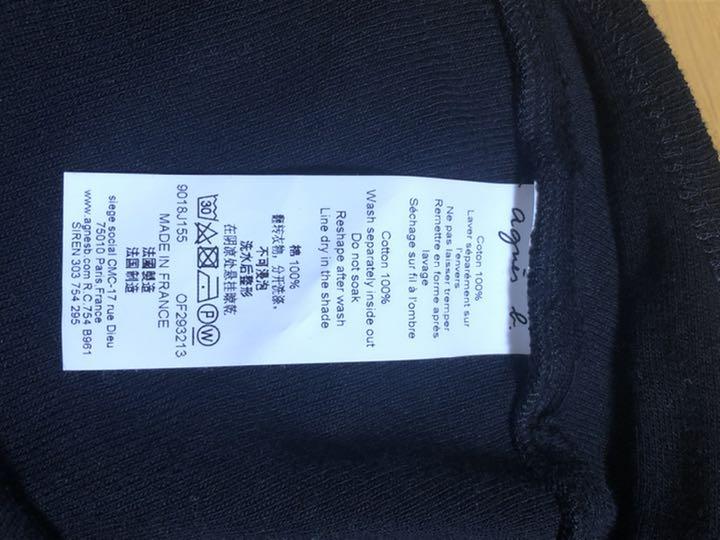 agnès b.
Coton 100%
Laver séparément sur
l'envers
Ne pas laisser tremper
Remettre en forme après
lavage
Séchage sur fil à l'ombre
Cotton 100%
Wash separately inside out
Do not soak
Reshape after wash
Line dry in the shade
棉 100%
翻转衣物，分开洗涤，
不可浸泡
洗水后整形
在阴凉处悬挂晾干.
30 P W
9018J155 OF293213
MADE IN FRANCE
法國製造
法国制造
siege social CMC-17 rue Dieu
75010 Paris France
www.agnesb.com R.C 754 B961
SIREN 303 754 285